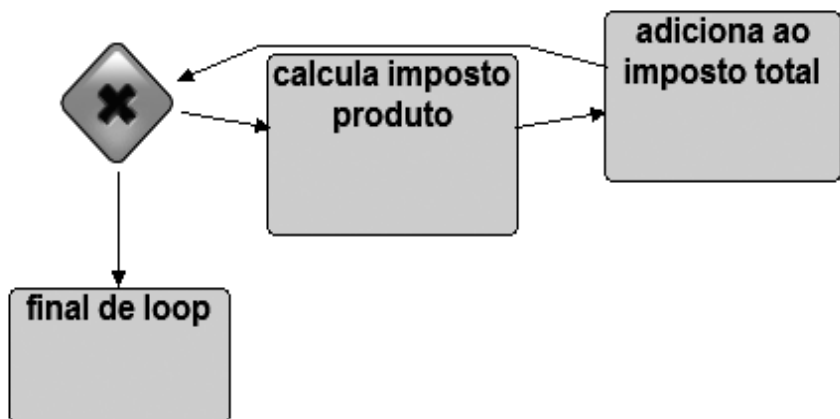 adiciona ao
imposto total
calcula imposto
produto
final de loop